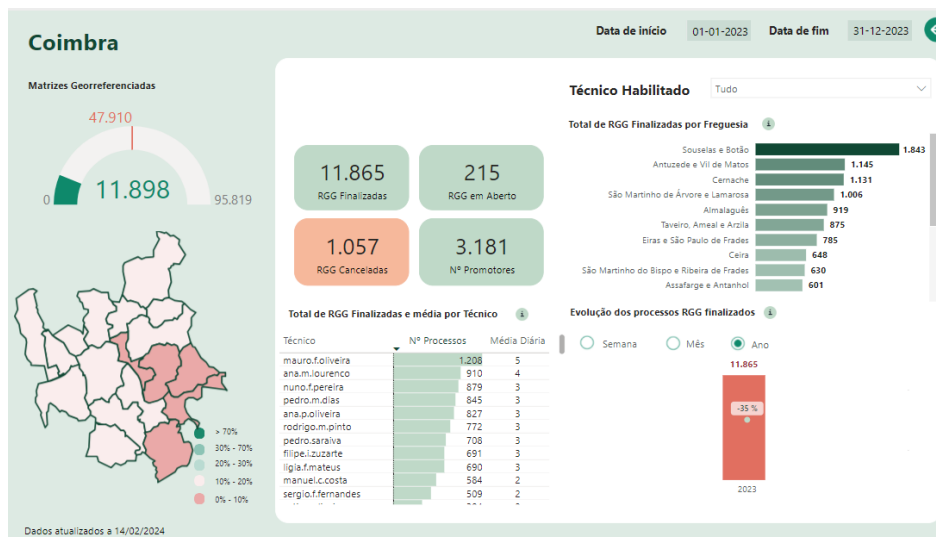 Coimbra
Data de início 01-01-2023 Data de fim 31-12-2023
Matrizes Georreferenciadas
47.910
11.898
0
95.819
> 70%
30% - 70%
20% - 30%
10% - 20%
0% - 10%
Dados atualizados a 14/02/2024
11.865
RGG Finalizadas
215
RGG em Aberto
1.057
RGG Canceladas
3.181
Nº Promotores
Técnico Habilitado Tudo
Total de RGG Finalizadas por Freguesia i
Souselas e Botão 1.843
Antuzede e Vil de Matos 1.145
Cernache 1.131
São Martinho de Árvore e Lamarosa 1.006
Almalaguês 919
Taveiro, Ameal e Arzila 875
Eiras e São Paulo de Frades 785
Ceira 648
São Martinho do Bispo e Ribeira de Frades 630
Assafarge e Antanhol 601
Total de RGG Finalizadas e média por Técnico i
Técnico Nº Processos Média Diária
mauro.f.oliveira 1.208 5
ana.m.lourenco 910 4
nuno.f.pereira 879 3
pedro.m.dias 845 3
ana.p.oliveira 827 3
rodrigo.m.pinto 772 3
pedro.saraiva 708 3
filipe.i.zuzarte 691 3
ligia.f.mateus 690 3
manuel.c.costa 584 2
sergio.f.fernandes 509 2
Evolução dos processos RGG finalizados i
Semana Mês Ano
11.865
-35 %
2023